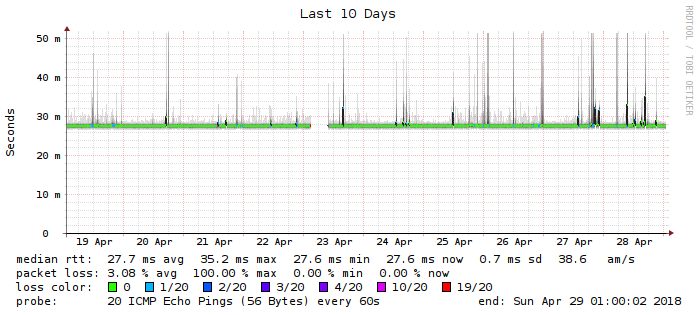 Last 10 Days
RRDTOOL / TOBI OETIKER
Seconds
50 m
40 m
30 m
20 m
10 m
0
19 Apr 20 Apr 21 Apr 22 Apr 23 Apr 24 Apr 25 Apr 26 Apr 27 Apr 28 Apr
median rtt: 27.7 ms avg 35.2 ms max 27.6 ms min 27.6 ms now 0.7 ms sd 38.6 am/s
packet loss: 3.08 % avg 100.00 % max 0.00 % min 0.00 % now
loss color: 0 1/20 2/20 3/20 4/20 10/20 19/20
probe: 20 ICMP Echo Pings (56 Bytes) every 60s end: Sun Apr 29 01:00:02 2018